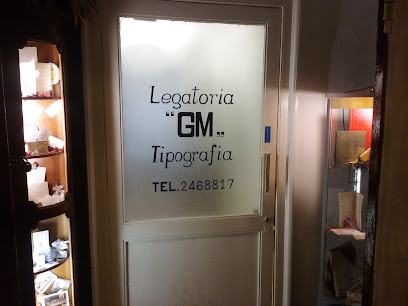 Legatoria
"GM„
Tipografia
TEL.2468817